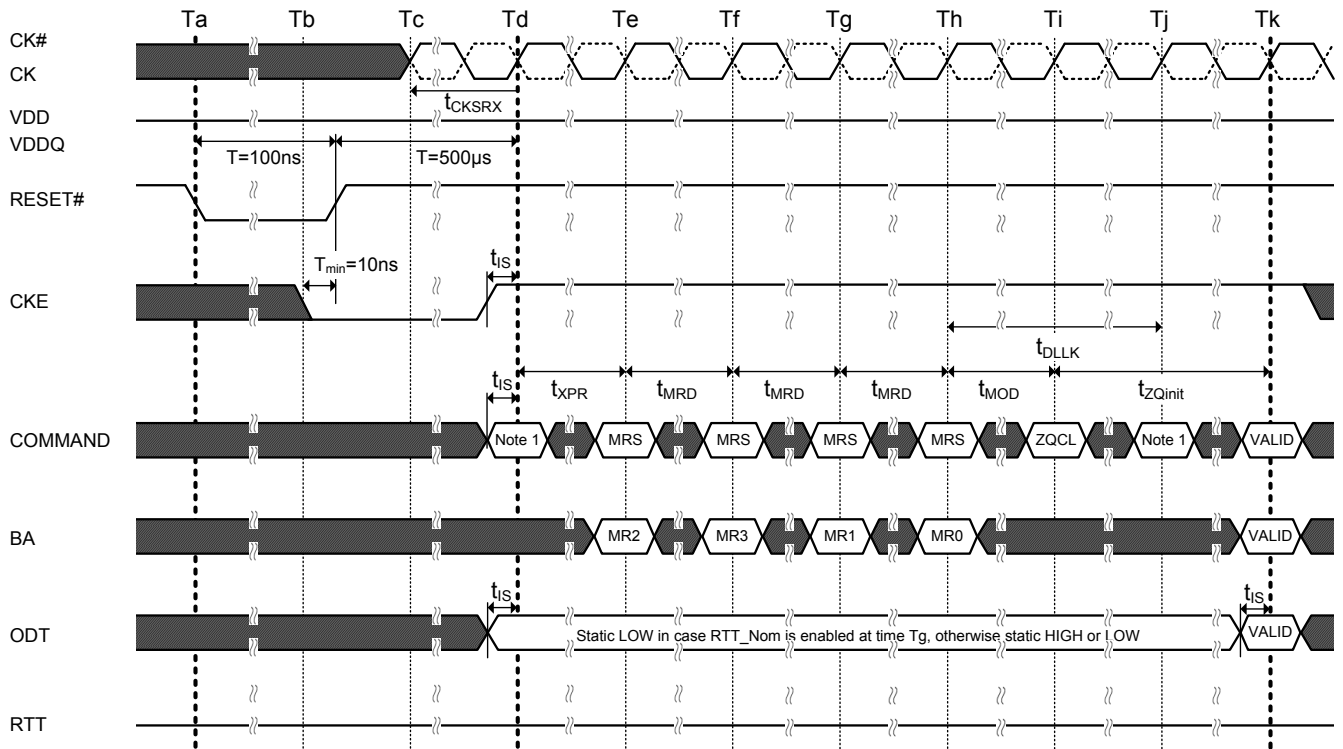 Ta Tb Tc Td Te Tf Tg Th Ti Tj Tk
CK#
CK
tCKSRX
VDD
VDDQ
T=100ns T=500µs
RESET#
Tmin=10ns tIS
CKE
tDLLK
tIS tXPR tMRD tMRD tMRD tMOD tZQinit
COMMAND Note 1 MRS MRS MRS MRS ZQCL Note 1 VALID
BA MR2 MR3 MR1 MR0 VALID
tIS tIS
ODT Static LOW in case RTT_Nom is enabled at time Tg, otherwise static HIGH or LOW VALID
RTT